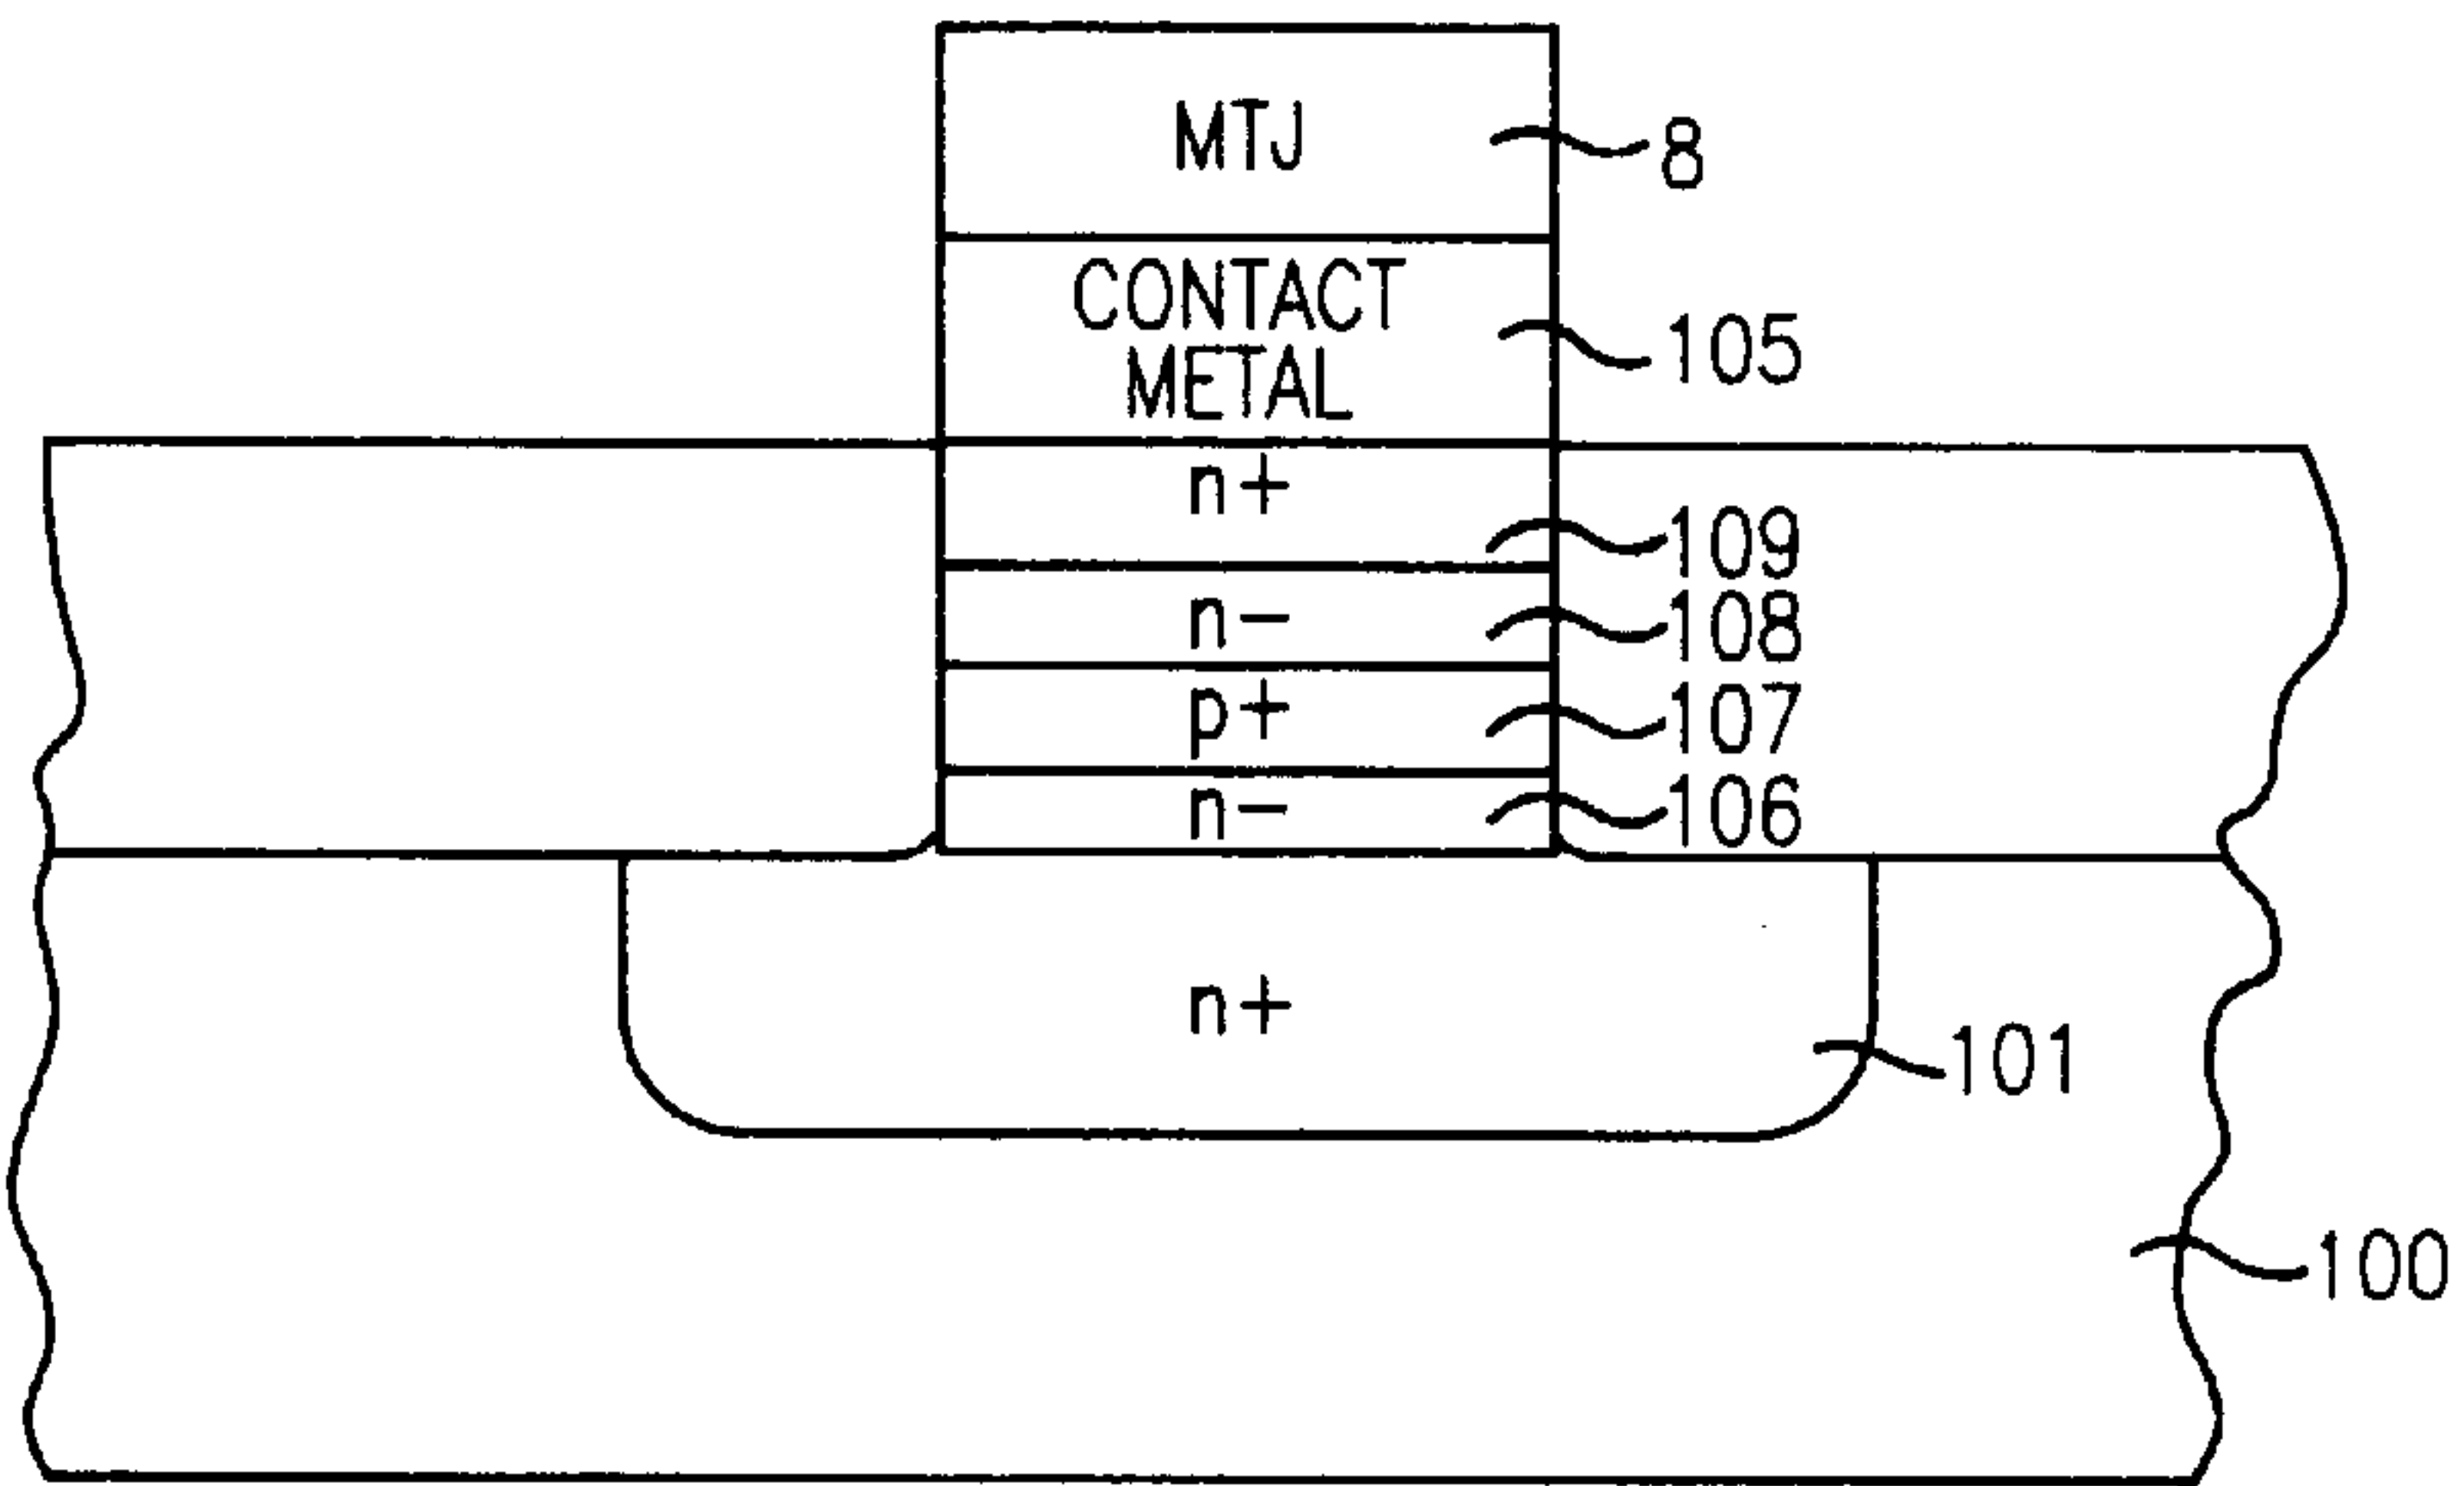 MTJ
8
CONTACT
METAL
105
n+
109
n-
108
p+
107
n-
106
n+
101
100